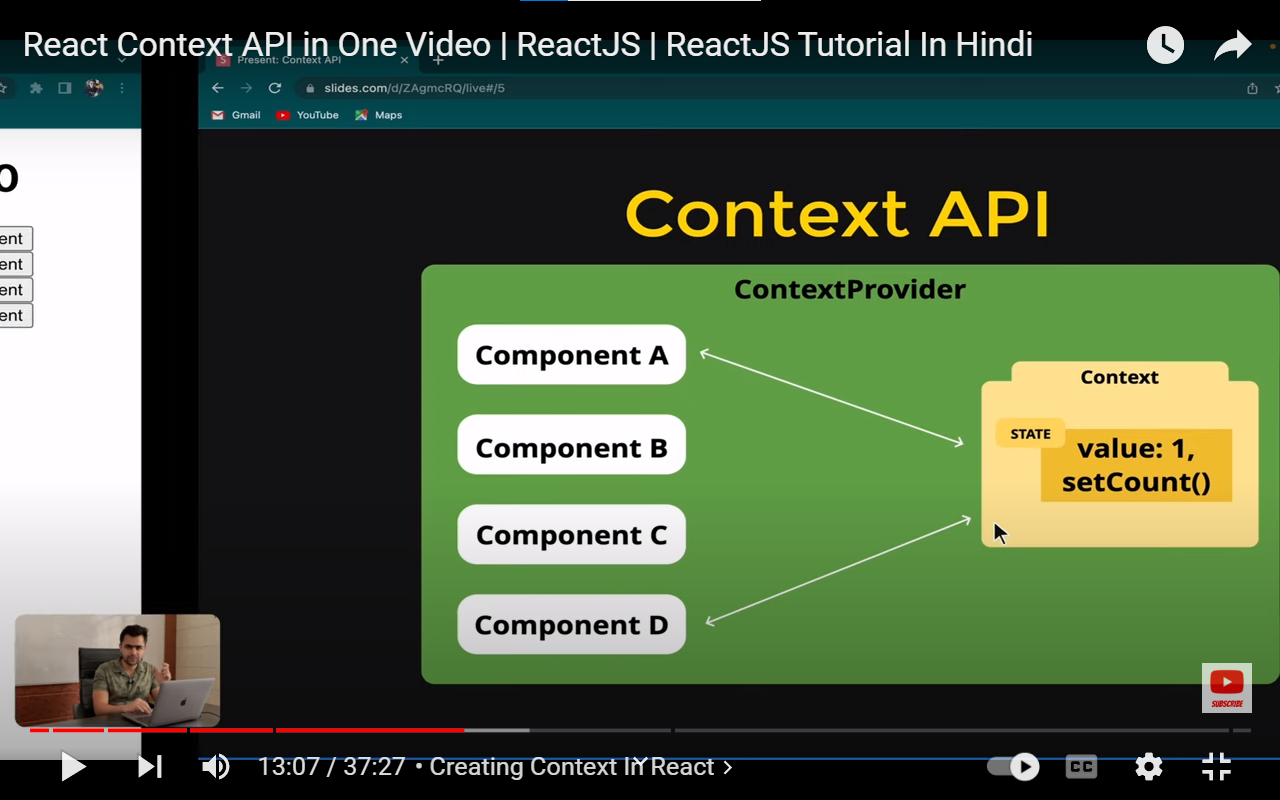 React Context API in One Video | ReactJS | ReactJS Tutorial In Hindi
Present: Context API
slides.com/d/ZAgmcRQ/live#/5
Gmail YouTube Maps
ent
ent
ent
ent
Context API
ContextProvider
Component A
Component B
Component C
Component D
Context
STATE
value: 1,
setCount()
SUBSCRIBE
13:07 / 37:27 • Creating Context In React
CC